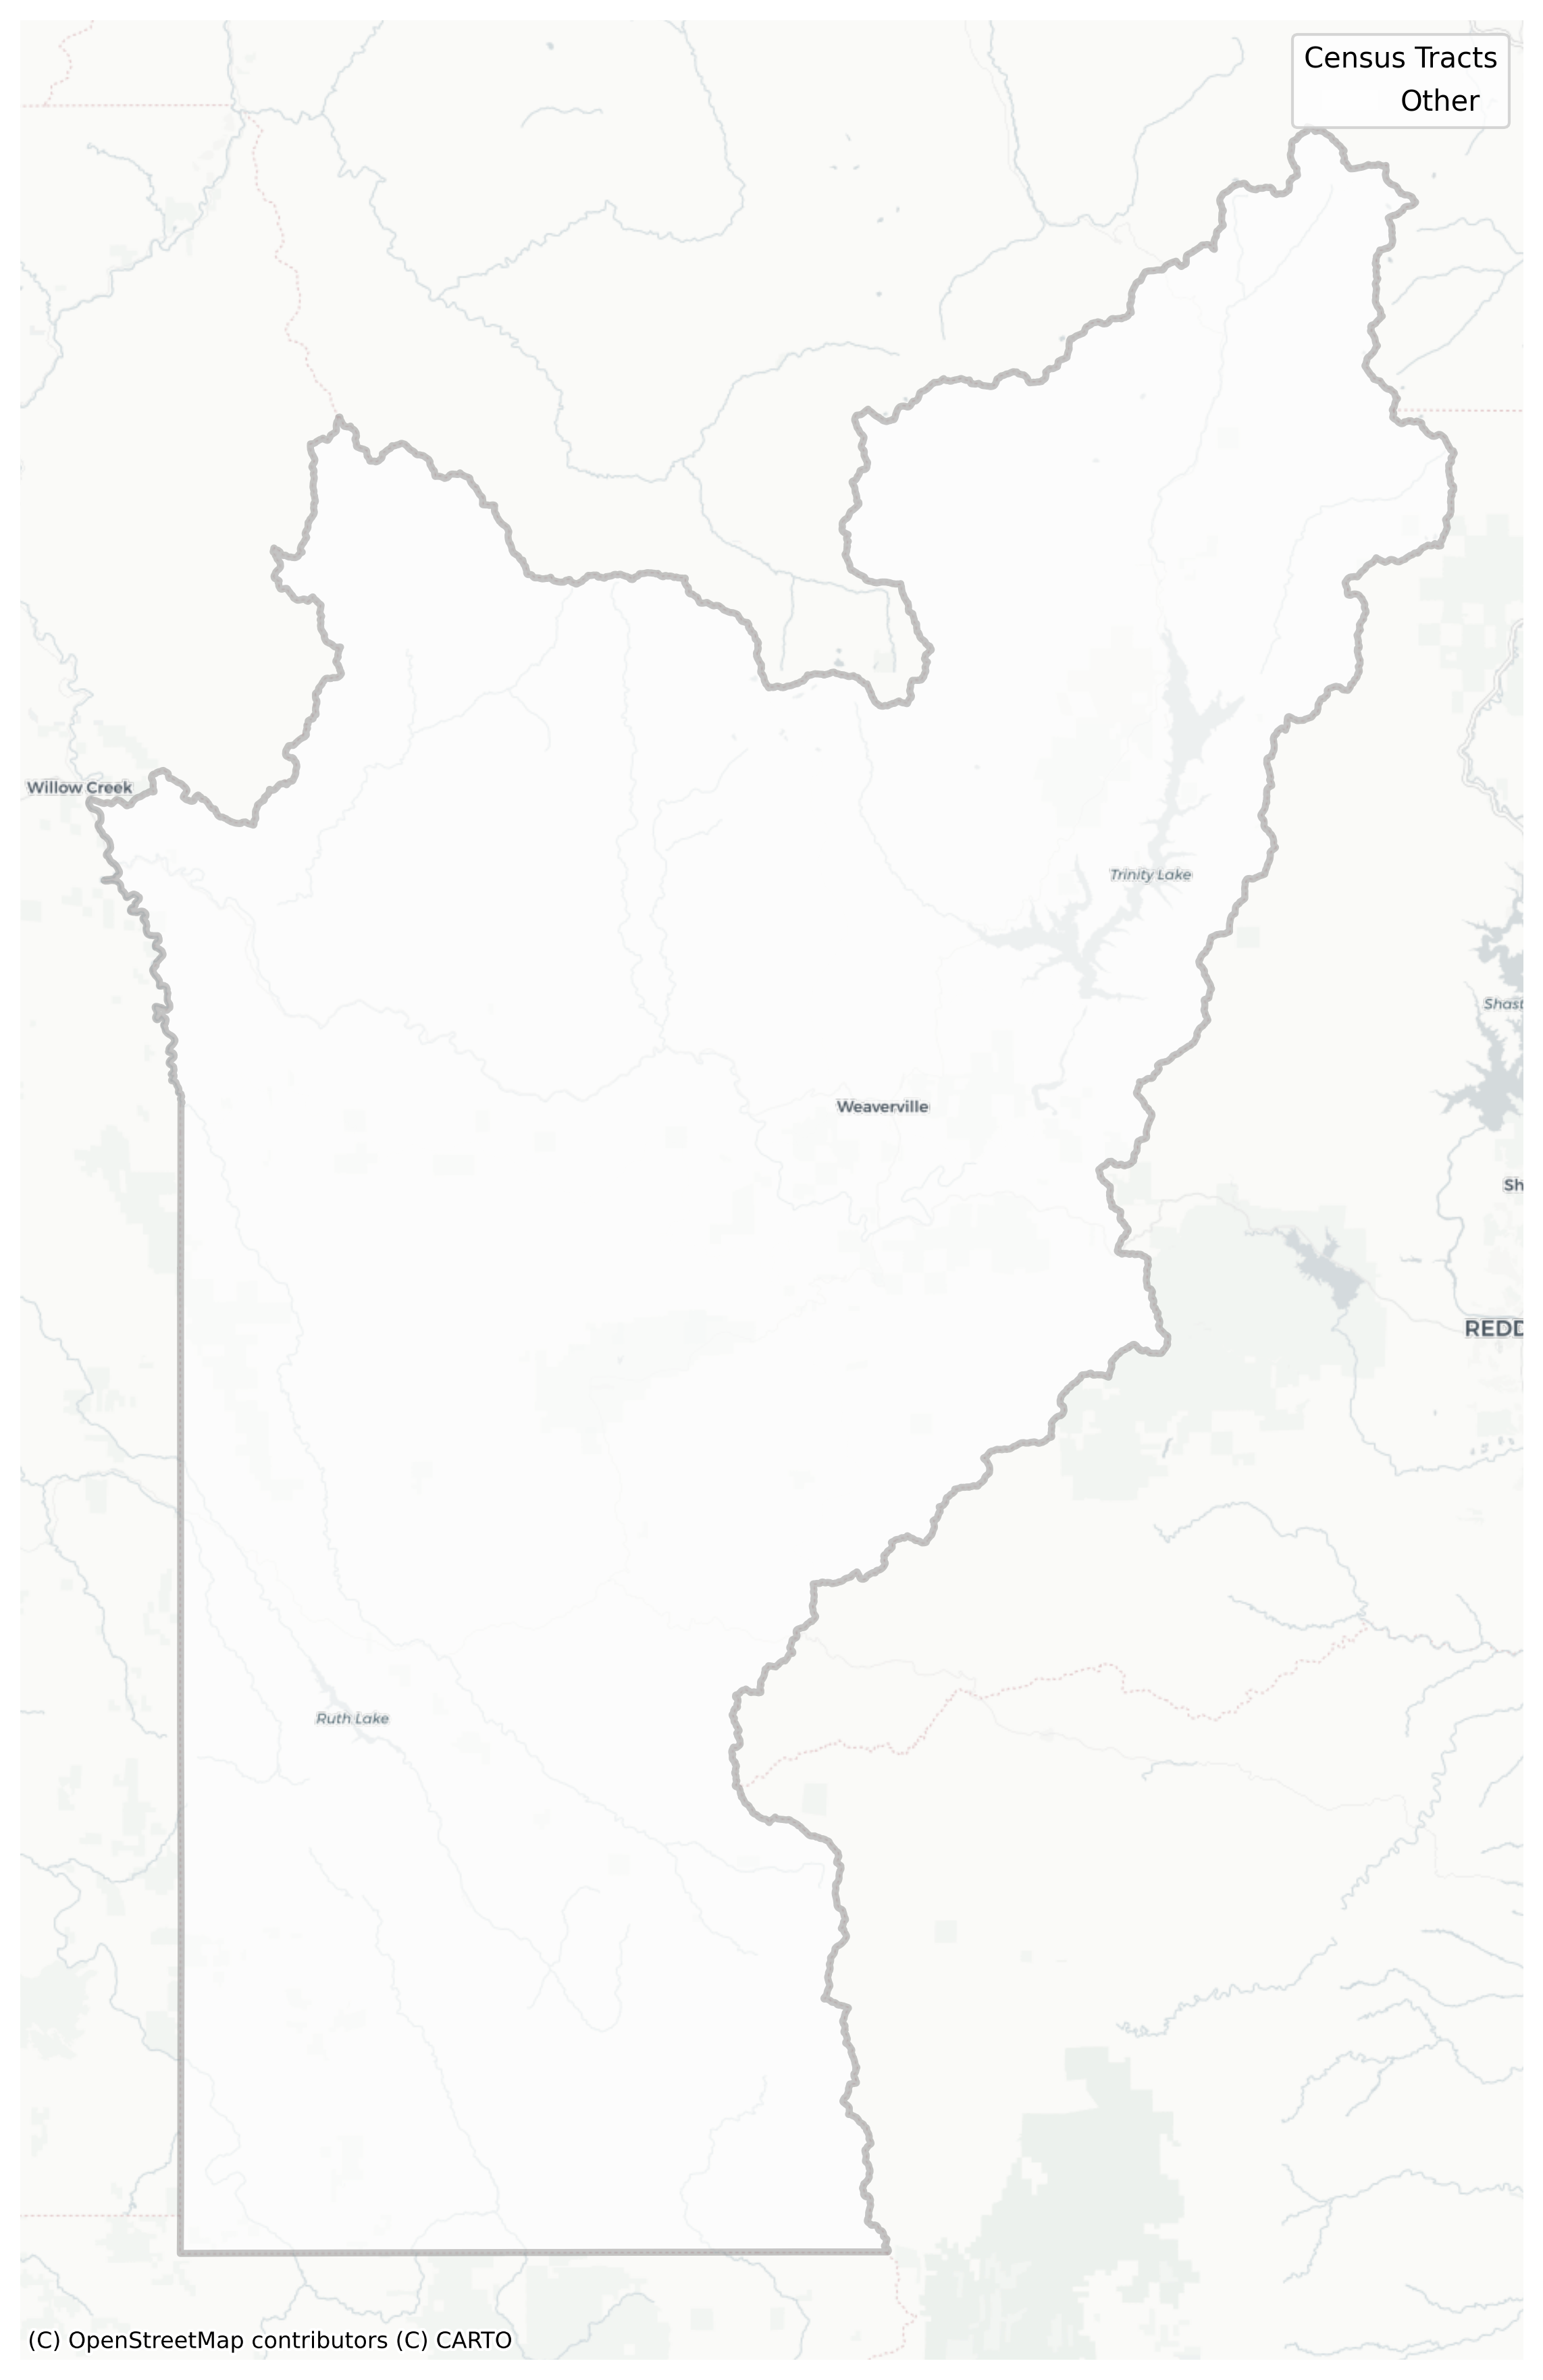 Census Tracts
Other
Willow Creek
Trinity Lake
Shast
Weaverville
Sh
REDD
Ruth Lake
(C) OpenStreetMap contributors (C) CARTO